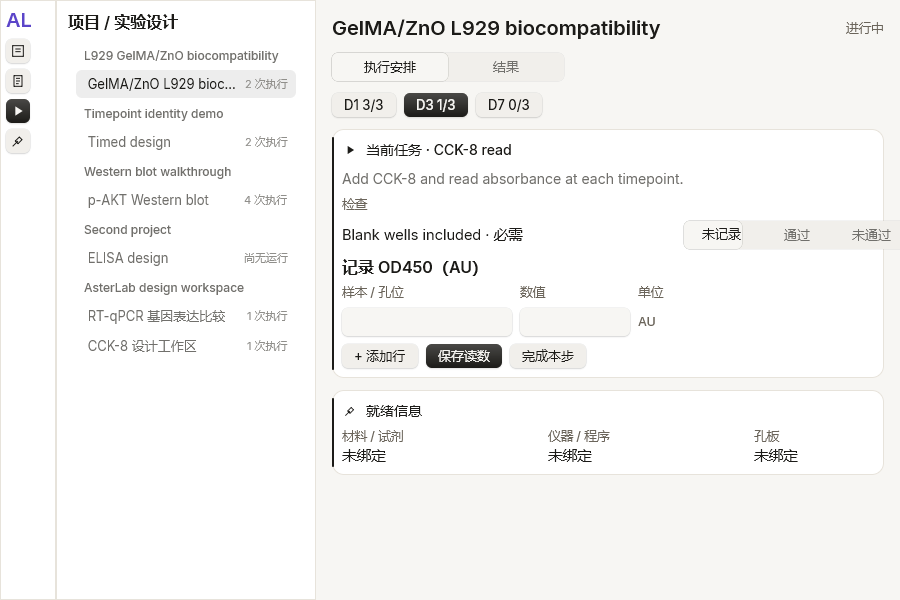 AL
项目 / 实验设计
L929 GelMA/ZnO biocompatibility
GelMA/ZnO L929 bioc... 2 次执行
Timepoint identity demo
Timed design 2 次执行
Western blot walkthrough
p-AKT Western blot 4 次执行
Second project
ELISA design 尚无运行
AsterLab design workspace
RT-qPCR 基因表达比较 1 次执行
CCK-8 设计工作区 1 次执行
GelMA/ZnO L929 biocompatibility 进行中
执行安排 结果
D1 3/3 D3 1/3 D7 0/3
当前任务 · CCK-8 read
Add CCK-8 and read absorbance at each timepoint.
检查
Blank wells included · 必需 未记录 通过 未通过
记录 OD450（AU）
样本 / 孔位 数值 单位
AU
+ 添加行 保存读数 完成本步
就绪信息
材料 / 试剂 仪器 / 程序 孔板
未绑定 未绑定 未绑定